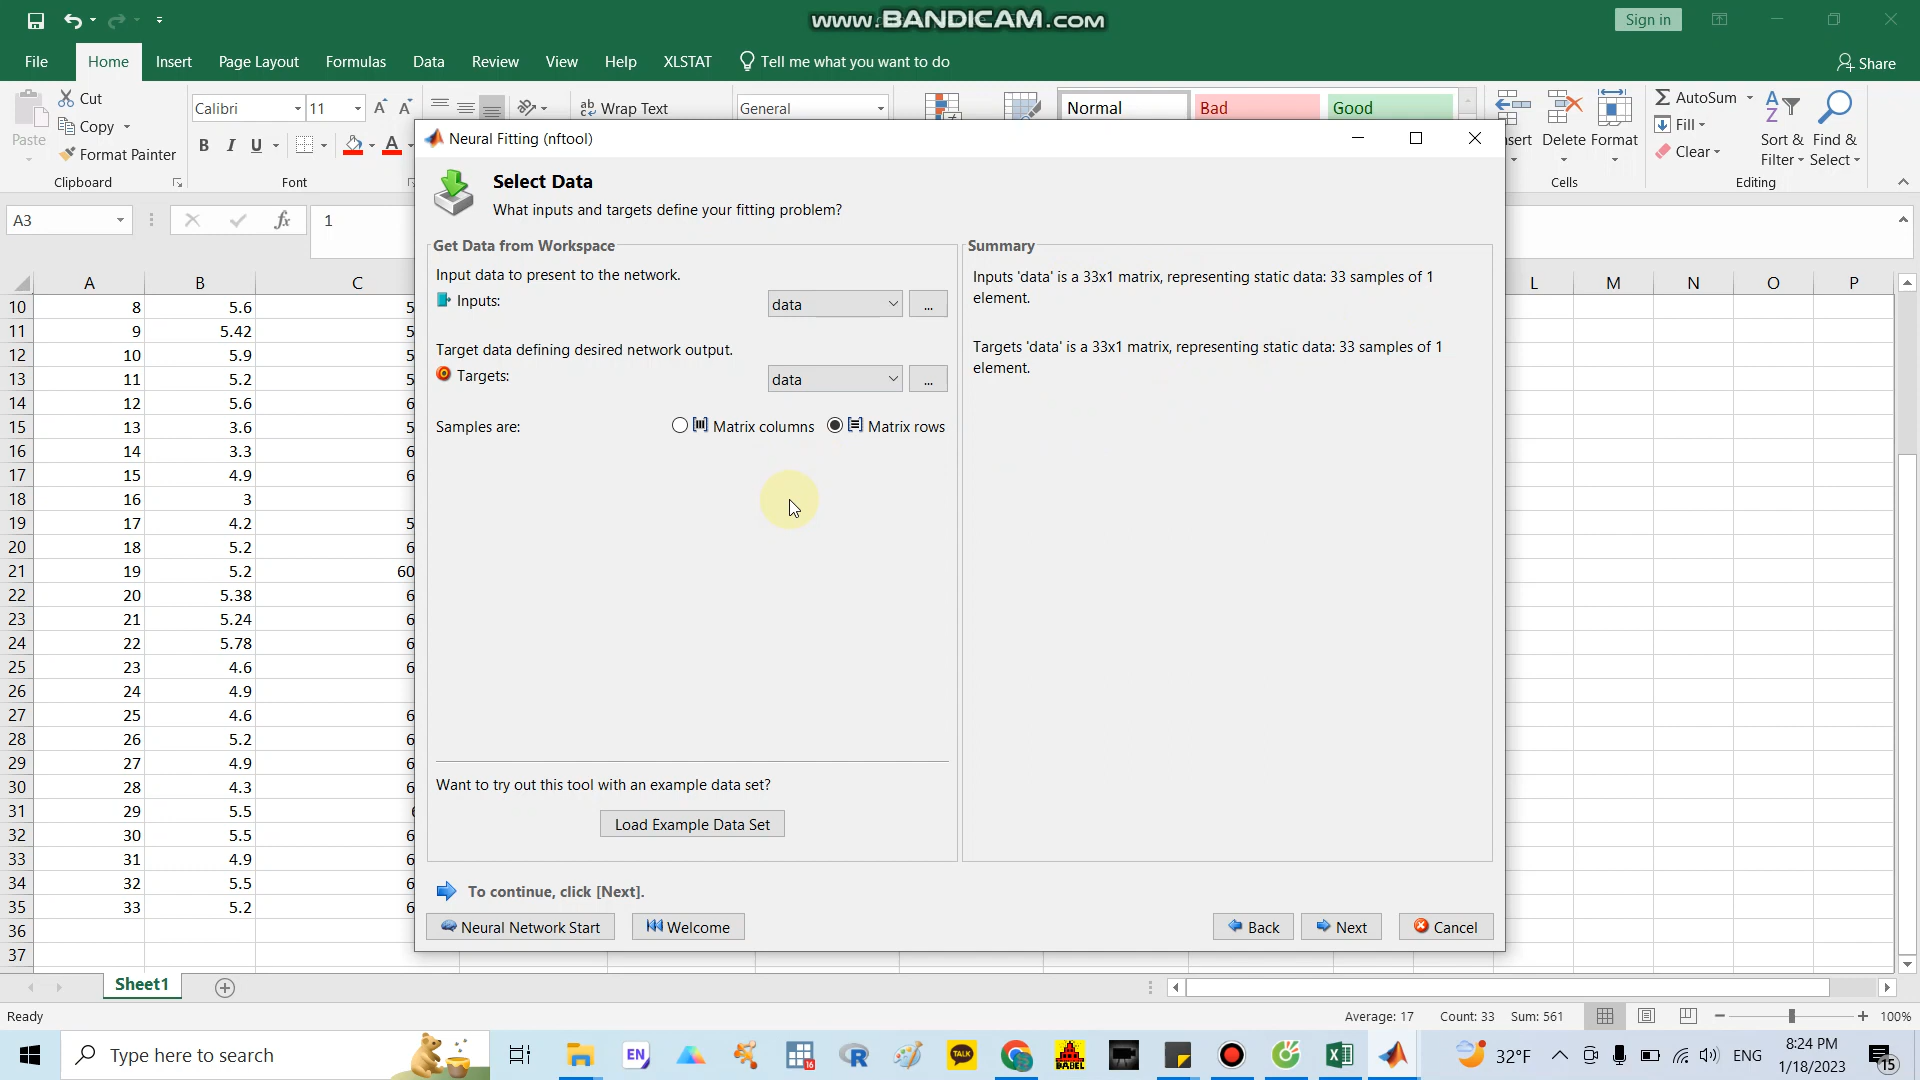 www.BANDICAM.com
Sign in
File Home Insert Page Layout Formulas Data Review View Help XLSTAT Tell me what you want to do Share
Paste
Cut
Copy
Format Painter
Clipboard
Calibri 11
B I U A
Font
ab Wrap Text
General
Normal Bad Good
Delete Format
Cells
AutoSum
Fill
Clear
Sort & Filter
Find & Select
Editing
A3 fx 1
A B C L M N O P
10 8 5.6
11 9 5.42
12 10 5.9
13 11 5.2
14 12 5.6
15 13 3.6
16 14 3.3
17 15 4.9
18 16 3
19 17 4.2
20 18 5.2
21 19 5.2
22 20 5.38
23 21 5.24
24 22 5.78
25 23 4.6
26 24 4.9
27 25 4.6
28 26 5.2
29 27 4.9
30 28 4.3
31 29 5.5
32 30 5.5
33 31 4.9
34 32 5.5
35 33 5.2
36
37
Neural Fitting (nftool)
Select Data
What inputs and targets define your fitting problem?
Get Data from Workspace
Input data to present to the network.
Inputs: data ...
Target data defining desired network output.
Targets: data ...
Samples are: Matrix columns Matrix rows
Want to try out this tool with an example data set?
Load Example Data Set
Summary
Inputs 'data' is a 33x1 matrix, representing static data: 33 samples of 1
element.
Targets 'data' is a 33x1 matrix, representing static data: 33 samples of 1
element.
To continue, click [Next].
Neural Network Start Welcome Back Next Cancel
Sheet1
Ready
Average: 17 Count: 33 Sum: 561 100%
Type here to search
EN
TALK
BABEL
32°F
ENG
8:24 PM
1/18/2023
15